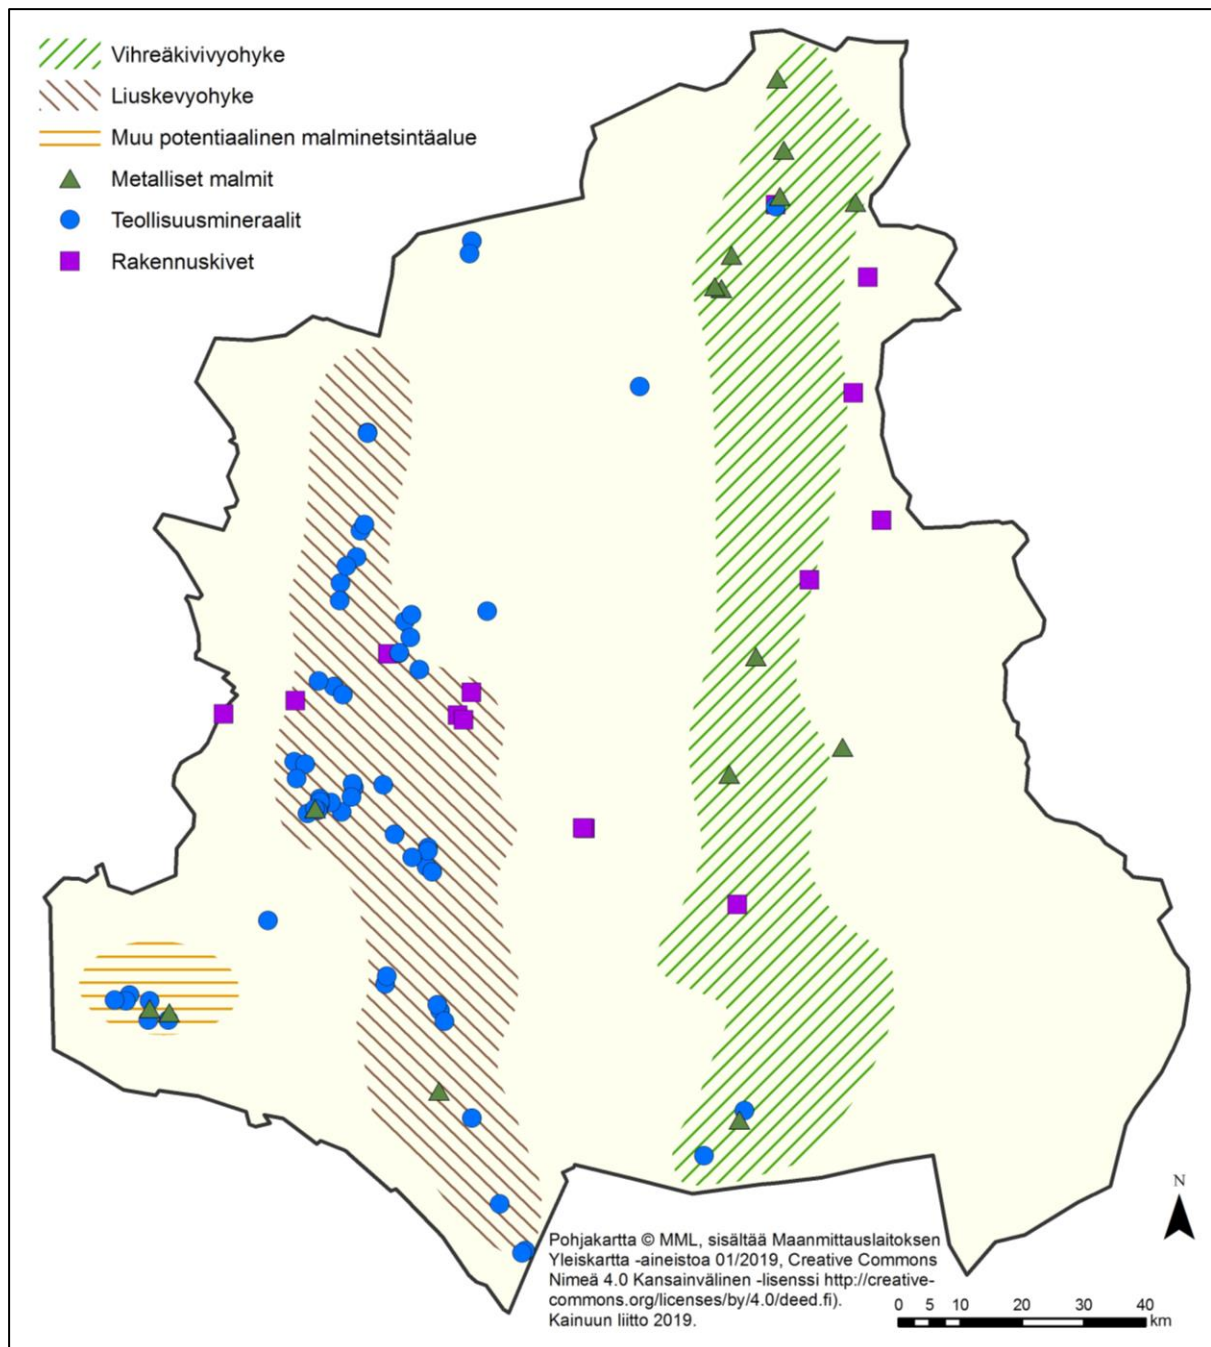 Vihreäkivivyohyke
Liuskevyohyke
Muu potentiaalinen malminetsintäalue
Metalliset malmit
Teollisuusmineraalit
Rakennuskivet
N
Pohjakartta © MML, sisältää Maanmittauslaitoksen
Yleiskartta -aineistoa 01/2019, Creative Commons
Nimeä 4.0 Kansainvälinen -lisenssi http://creative-
commons.org/licenses/by/4.0/deed.fi).
Kainuun liitto 2019.
0 5 10 20 30 40
km